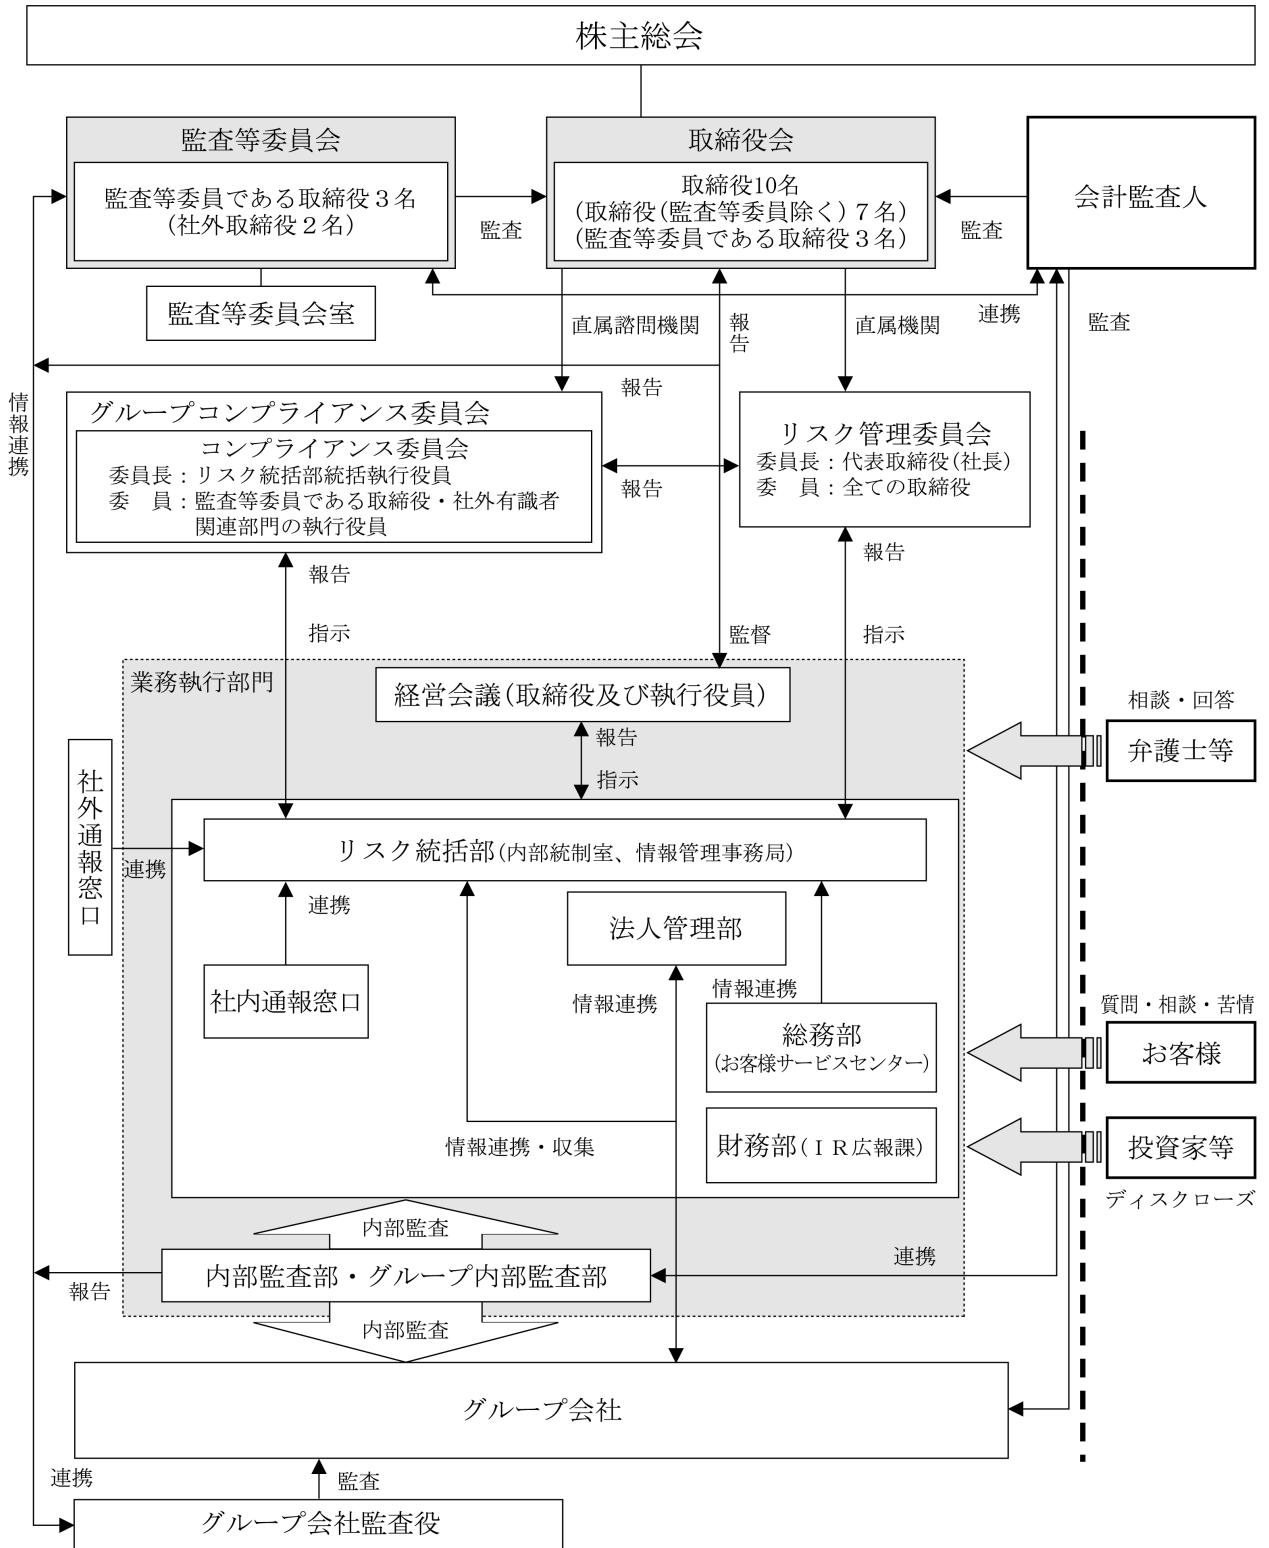 株主総会
監査等委員会
監査等委員である取締役３名
(社外取締役２名)
監査等委員会室
監査
取締役会
取締役10名
(取締役(監査等委員除く)７名)
(監査等委員である取締役３名)
監査
会計監査人
連携
監査
直属諮問機関
報告
直属機関
報告
情報連携
グループコンプライアンス委員会
コンプライアンス委員会
委員長：リスク統括部統括執行役員
委　員：監査等委員である取締役・社外有識者
関連部門の執行役員
報告
リスク管理委員会
委員長：代表取締役(社長)
委　員：全ての取締役
報告
指示
監督
報告
指示
業務執行部門
経営会議(取締役及び執行役員)
報告
指示
相談・回答
弁護士等
社外通報窓口
連携
リスク統括部(内部統制室、情報管理事務局)
連携
社内通報窓口
法人管理部
情報連携
情報連携
総務部
(お客様サービスセンター)
質問・相談・苦情
お客様
情報連携・収集
財務部(ＩＲ広報課)
投資家等
ディスクローズ
内部監査
内部監査部・グループ内部監査部
連携
報告
内部監査
グループ会社
連携
監査
グループ会社監査役